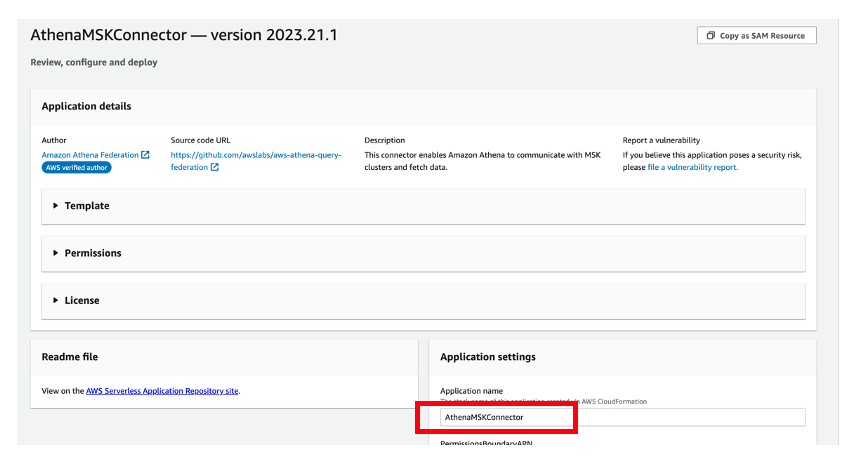 AthenaMSKConnector — version 2023.21.1
Copy as SAM Resource
Review, configure and deploy
Application details
Author
Amazon Athena Federation
AWS verified author
Source code URL
https://github.com/awslabs/aws-athena-query-
federation
Description
This connector enables Amazon Athena to communicate with MSK
clusters and fetch data.
Report a vulnerability
If you believe this application poses a security risk,
please file a vulnerability report.
Template
Permissions
License
Readme file
View on the AWS Serverless Application Repository site.
Application settings
Application name
The stack name of this application created via AWS CloudFormation
AthenaMSKConnector
PermissionsBoundaryARN